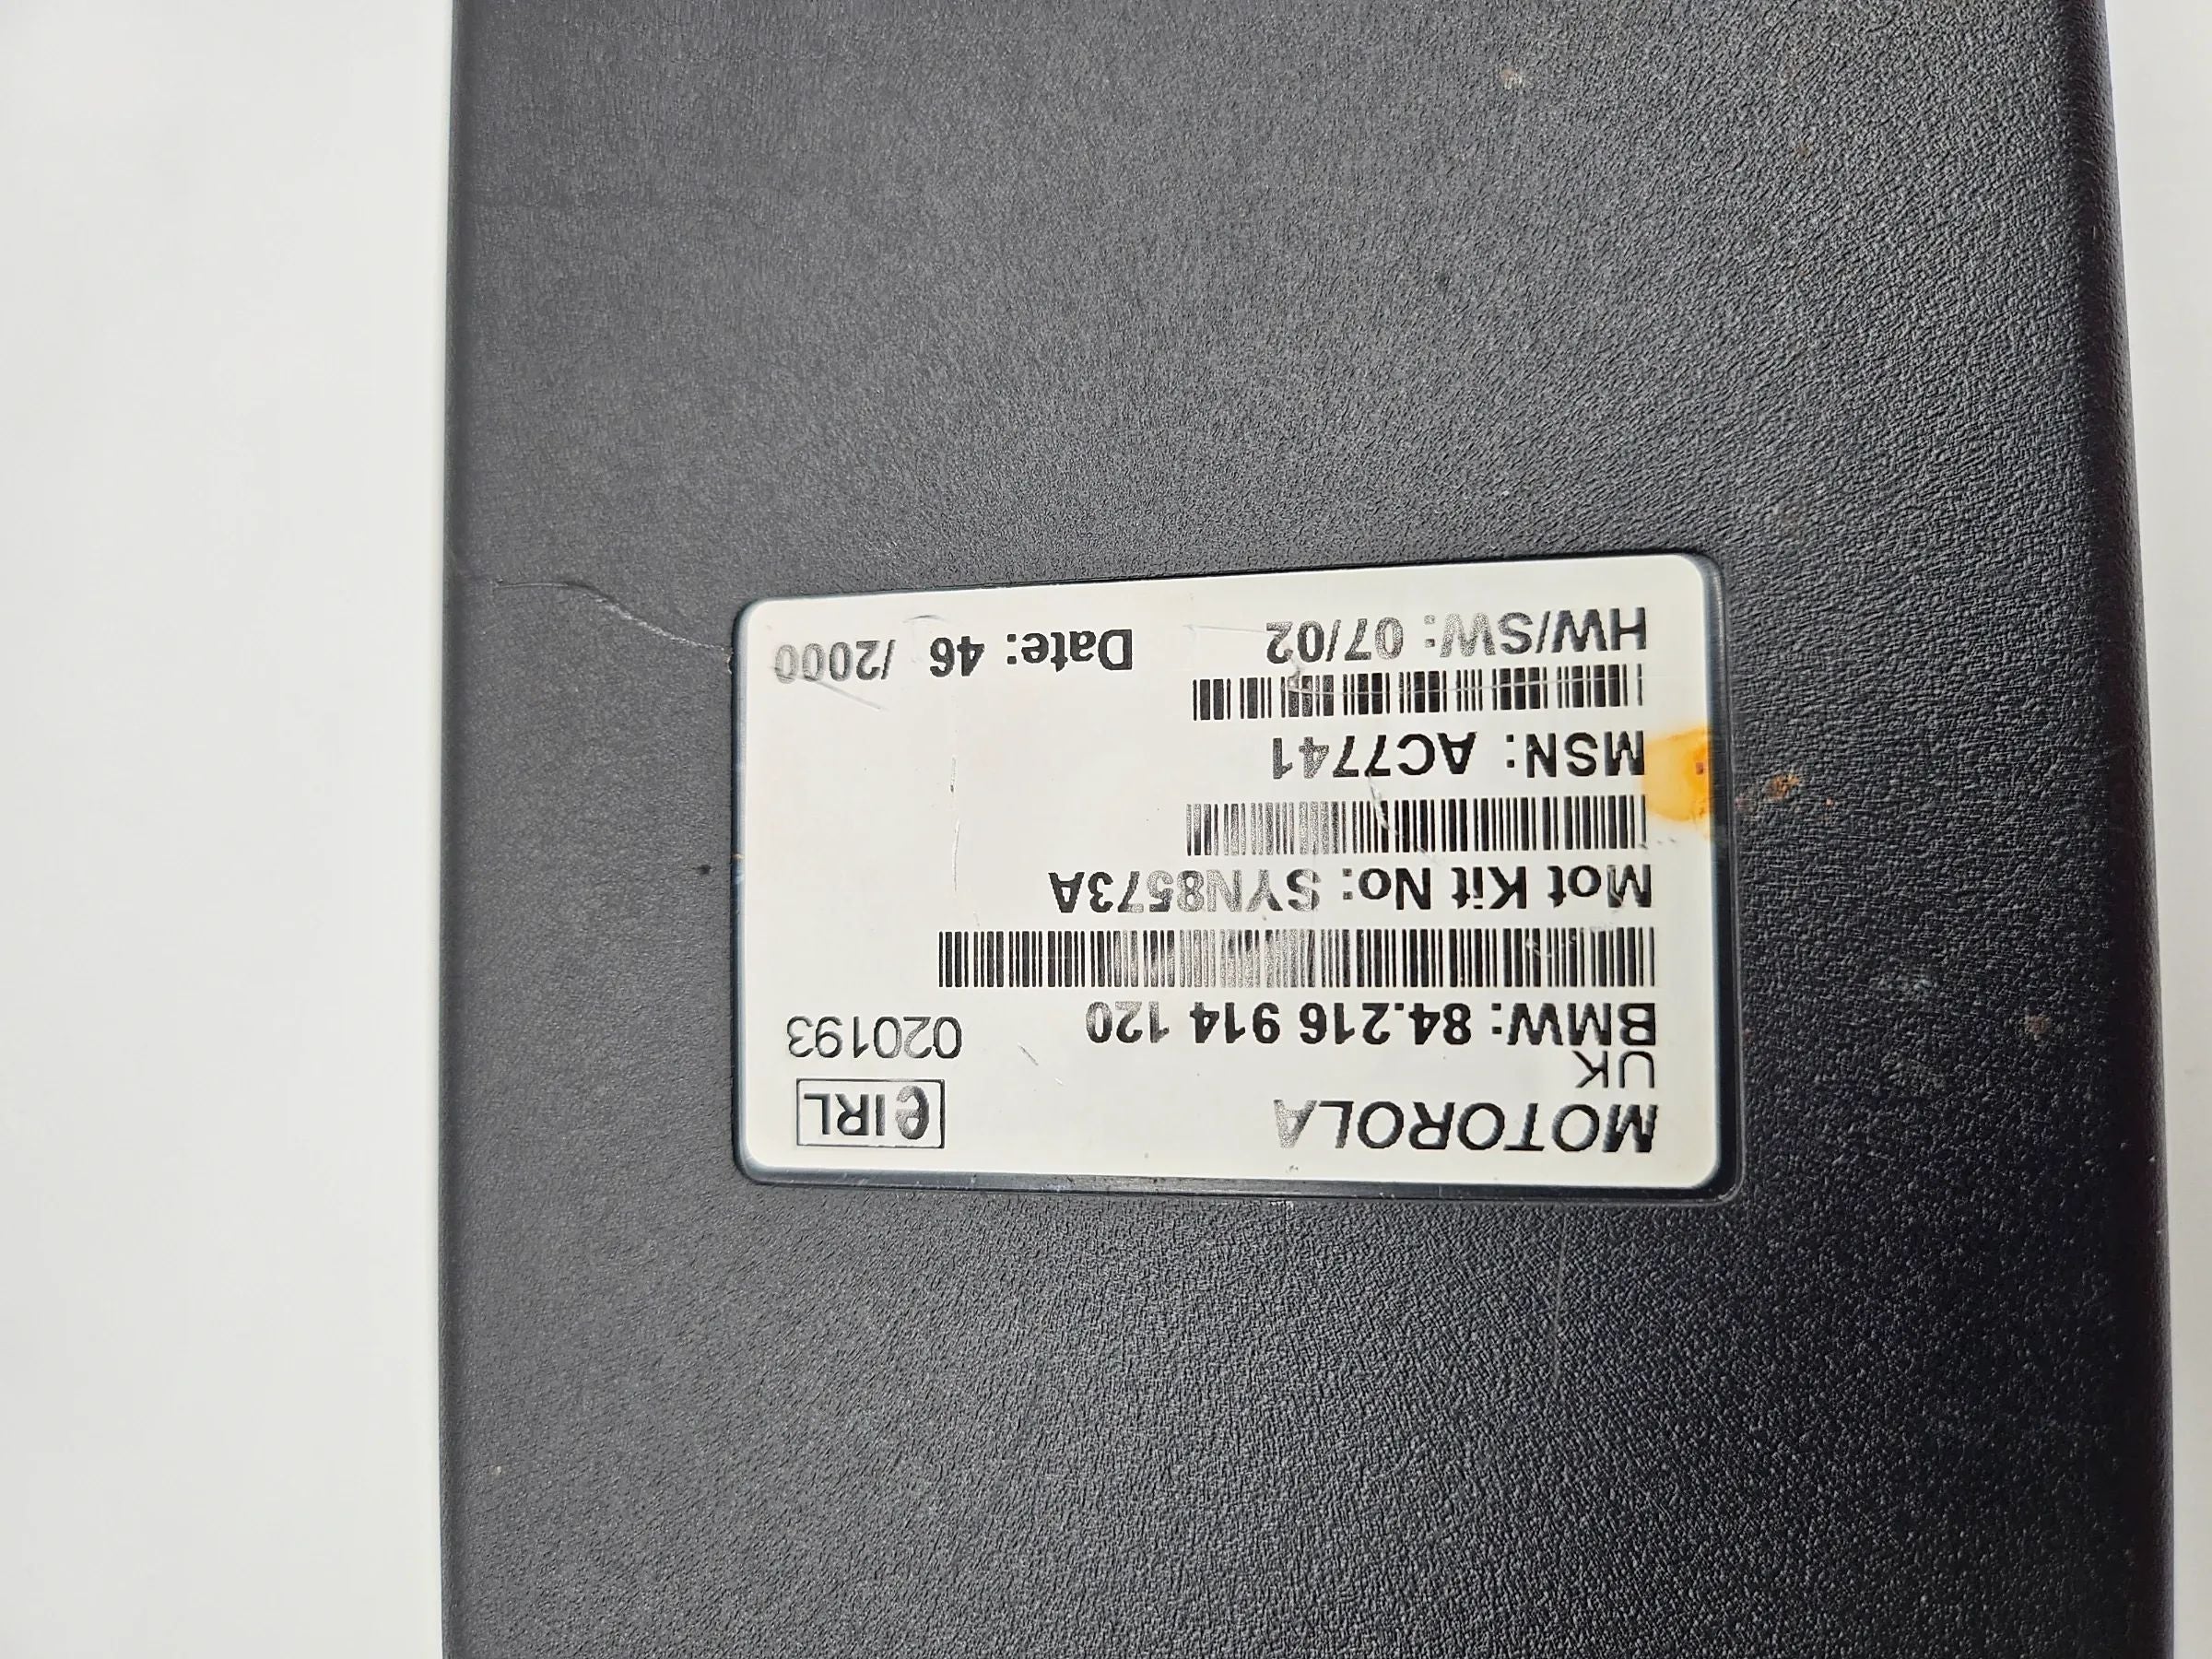 MOTOROLA
UK
e IRL
BMW: 84.216 914 120
020193
Mot Kit No: SYN8573A
MSN: AC7741
HW/SW: 07/02
Date: 46 /2000